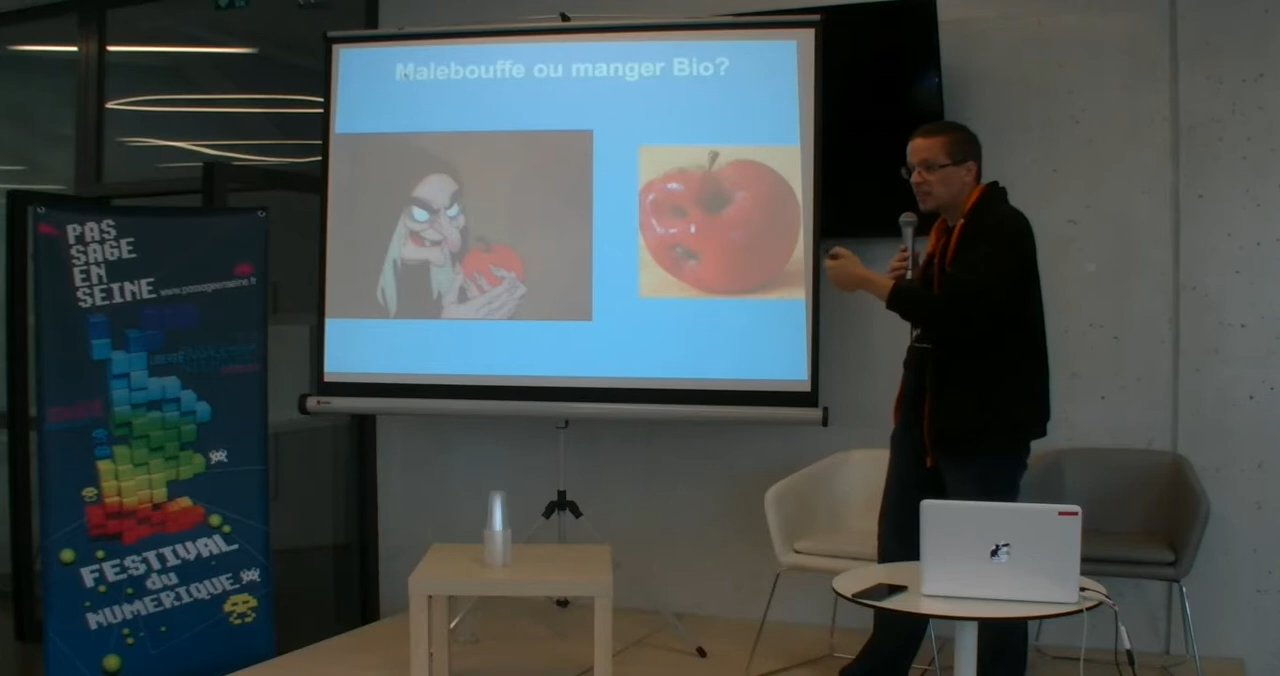 Malebouffe ou manger Bio?
PAS
SAGE
EN
SEINE www.passageenseine.fr
FESTIVAL
du
NUMERIQUE